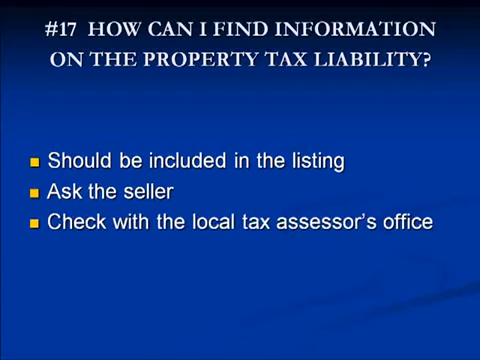 #17 HOW CAN I FIND INFORMATION
ON THE PROPERTY TAX LIABILITY?
Should be included in the listing
Ask the seller
Check with the local tax assessor's office